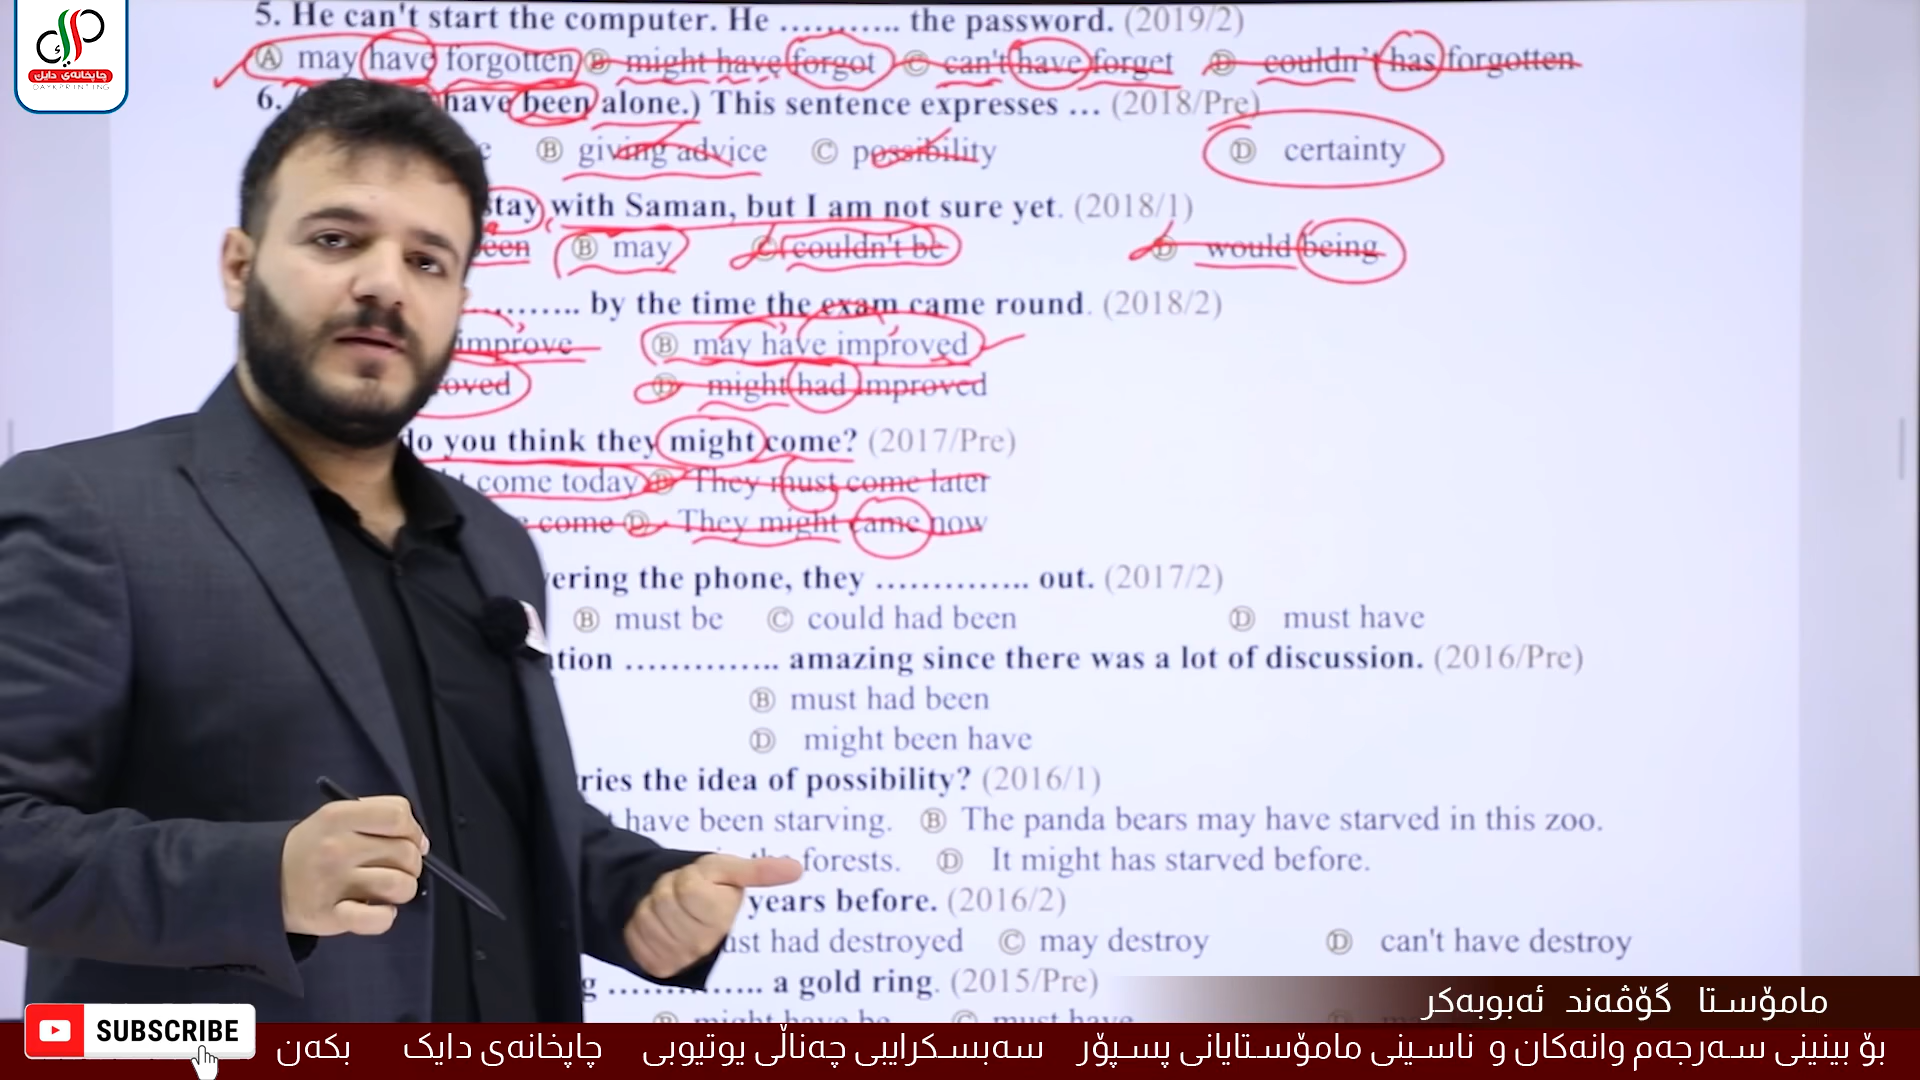 5. He can't start the computer. He ........... the password. (2019/2)
Ⓐ may have forgotten Ⓑ might have forgot Ⓒ can't have forget Ⓓ couldn't has forgotten
6. have been alone.) This sentence expresses ... (2018/Pre)
Ⓑ giving advice Ⓒ possibility Ⓓ certainty
stay with Saman, but I am not sure yet. (2018/1)
been Ⓑ may Ⓒ couldn't be Ⓓ would being
by the time the exam came round. (2018/2)
improve Ⓑ may have improved
Ⓓ might had improved
do you think they might come? (2017/Pre)
come today Ⓑ They must come later
come Ⓓ They might came now
the phone, they .............. out. (2017/2)
Ⓑ must be Ⓒ could had been Ⓓ must have
.............. amazing since there was a lot of discussion. (2016/Pre)
Ⓑ must had been
Ⓓ might been have
the idea of possibility? (2016/1)
have been starving. Ⓑ The panda bears may have starved in this zoo.
forests. Ⓓ It might has starved before.
years before. (2016/2)
had destroyed Ⓒ may destroy Ⓓ can't have destroy
.............. a gold ring. (2015/Pre)
Ⓑ might have be Ⓒ must have
چاپخانەی دایک
DAYK PRINTING
مامۆستا گۆڤەند ئەبوبەکر
SUBSCRIBE
بۆ بینینی سەرجەم وانەکان و ناسینی مامۆستایانی پسپۆر سەبسکرایبی چەناڵی یوتیوبی چاپخانەی دایک بکەن